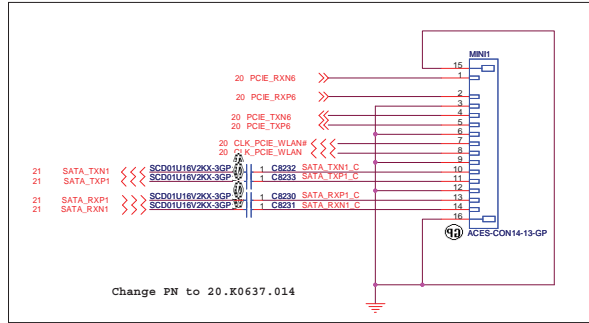 MINI1
15
20 PCIE_RXN6 1
20 PCIE_RXP6 2
3
20 PCIE_TXN6 4
20 PCIE_TXP6 5
6
20 CLK_PCIE_WLAN# 7
20 CLK_PCIE_WLAN 8
9
21 SATA_TXN1 SCD01U16V2KX-3GP 1 C8232 SATA_TXN1_C 10
21 SATA_TXP1 SCD01U16V2KX-3GP 1 C8233 SATA_TXP1_C 11
12
21 SATA_RXP1 SCD01U16V2KX-3GP 1 C8230 SATA_RXP1_C 13
21 SATA_RXN1 SCD01U16V2KX-3GP 1 C8231 SATA_RXN1_C 14
16
ACES-CON14-13-GP
Change PN to 20.K0637.014